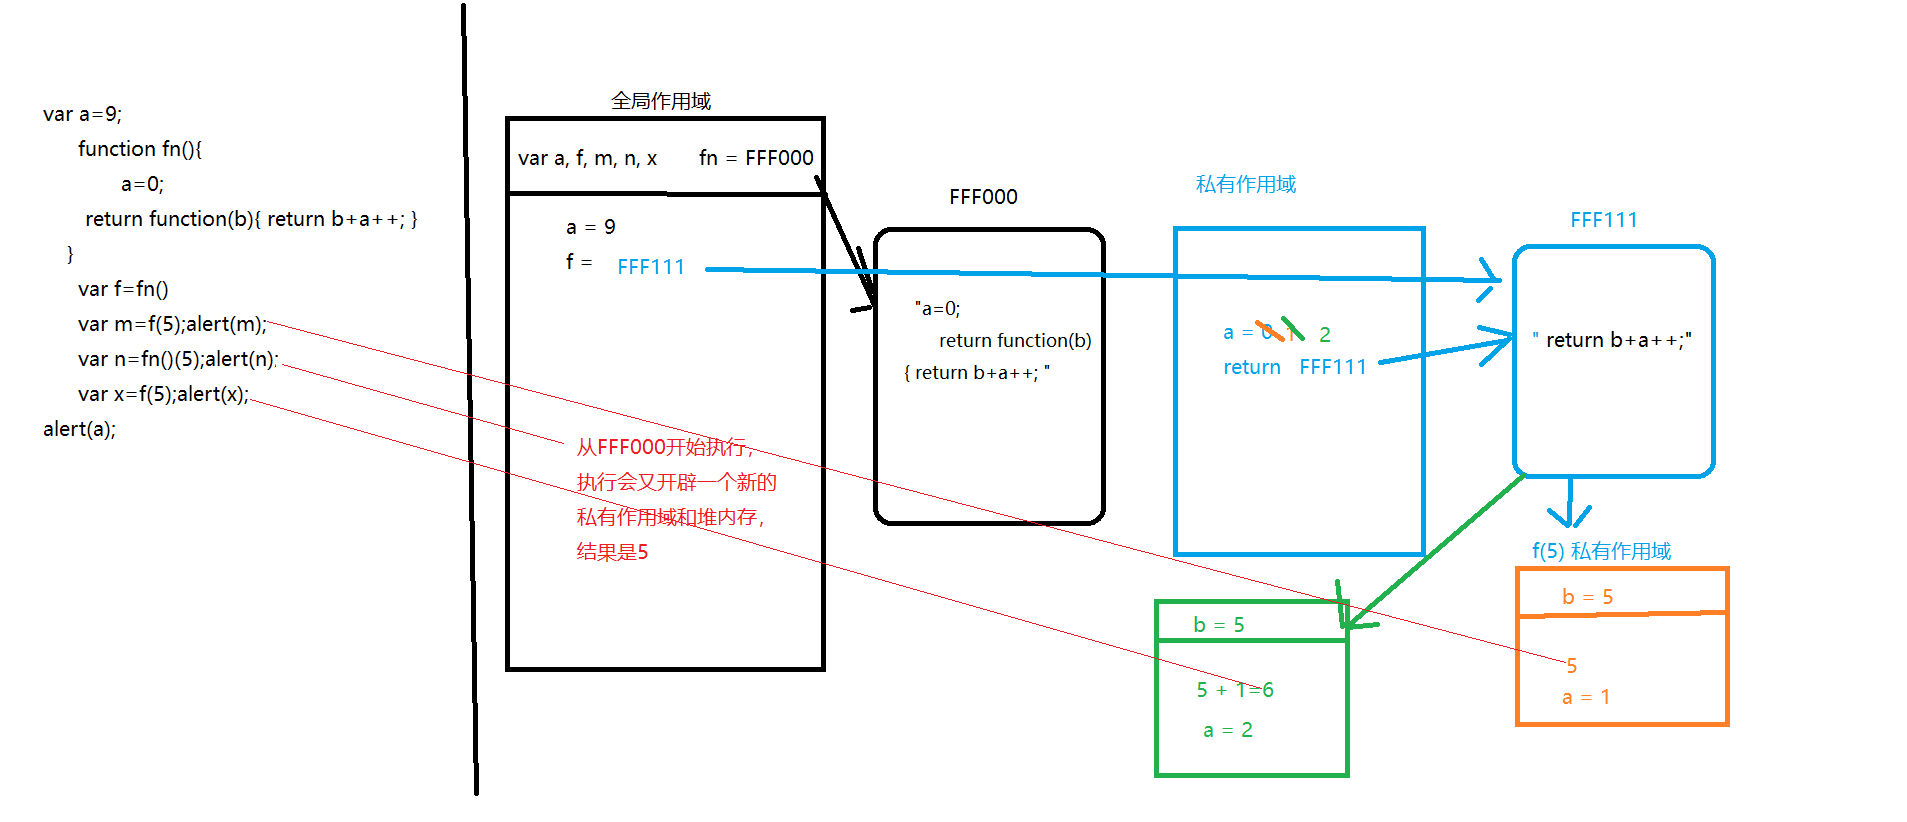 var a=9;
function fn(){
a=0;
return function(b){ return b+a++; }
}
var f=fn()
var m=f(5);alert(m);
var n=fn()(5);alert(n);
var x=f(5);alert(x);
alert(a);
全局作用域
var a, f, m, n, x fn = FFF000
a = 9
f = FFF111
从FFF000开始执行，
执行会又开辟一个新的
私有作用域和堆内存，
结果是5
FFF000
"a=0;
return function(b)
{ return b+a++; "
私有作用域
a = 0 1 2
return FFF111
FFF111
" return b+a++;"
f(5) 私有作用域
b = 5
5
a = 1
b = 5
5 + 1=6
a = 2